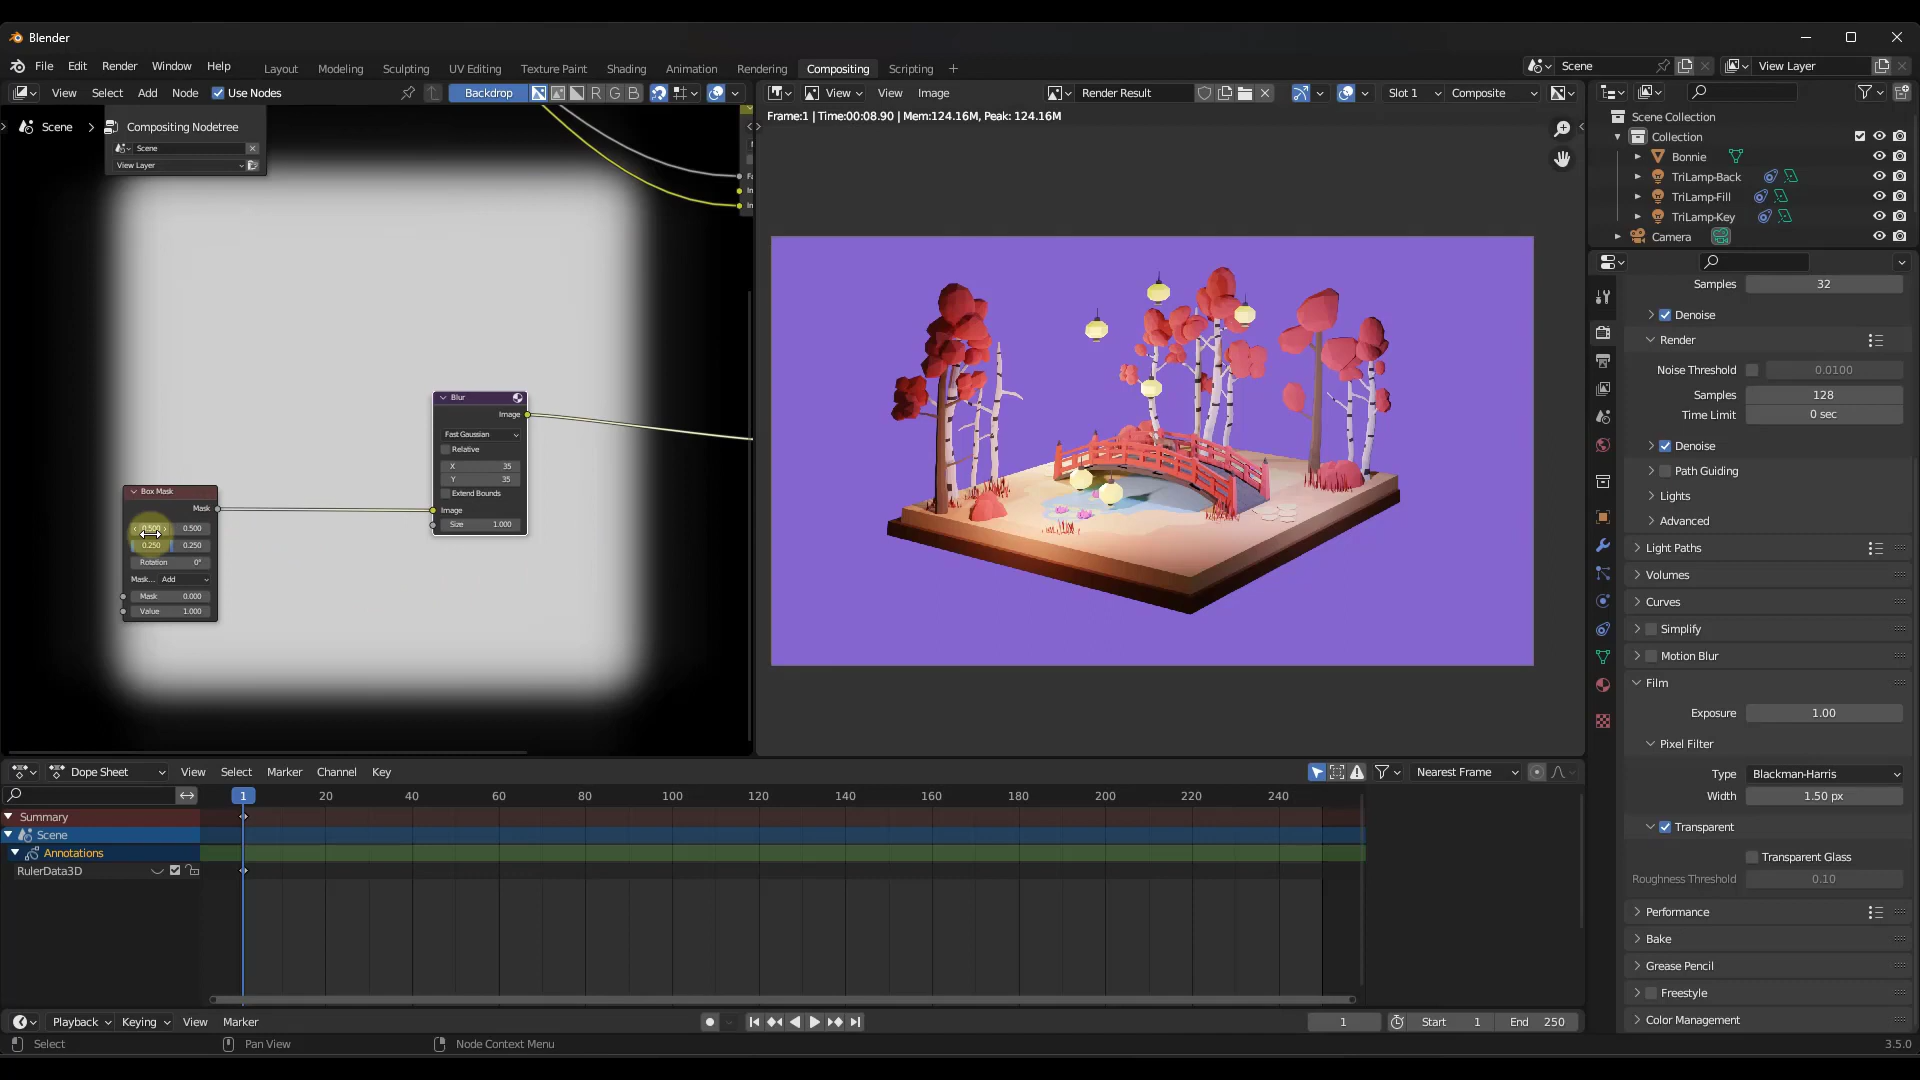 Blender
File Edit Render Window Help
Layout Modeling Sculpting UV Editing Texture Paint Shading Animation Rendering Compositing Scripting
Scene View Layer
View Select Add Node Use Nodes Backdrop R G B
View View Image Render Result Slot 1 Composite
Scene Compositing Nodetree
Scene
View Layer
Frame:1 | Time:00:08.90 | Mem:124.16M, Peak: 124.16M
Blur
Image
Fast Gaussian
Relative
X 35
Y 35
Extend Bounds
Image
Size 1.000
Box Mask
Mask
0.500 0.500
0.250 0.250
Rotation 0°
Mask... Add
Mask 0.000
Value 1.000
Scene Collection
Collection
Bonnie
TriLamp-Back
TriLamp-Fill
TriLamp-Key
Camera
Samples 32
Denoise
Render
Noise Threshold 0.0100
Samples 128
Time Limit 0 sec
Denoise
Path Guiding
Lights
Advanced
Light Paths
Volumes
Curves
Simplify
Motion Blur
Film
Exposure 1.00
Pixel Filter
Type Blackman-Harris
Width 1.50 px
Transparent
Transparent Glass
Roughness Threshold 0.10
Performance
Bake
Grease Pencil
Freestyle
Color Management
Dope Sheet View Select Marker Channel Key Nearest Frame
1 20 40 60 80 100 120 140 160 180 200 220 240
Summary
Scene
Annotations
RulerData3D
Playback Keying View Marker 1 Start 1 End 250
Select Pan View Node Context Menu 3.5.0